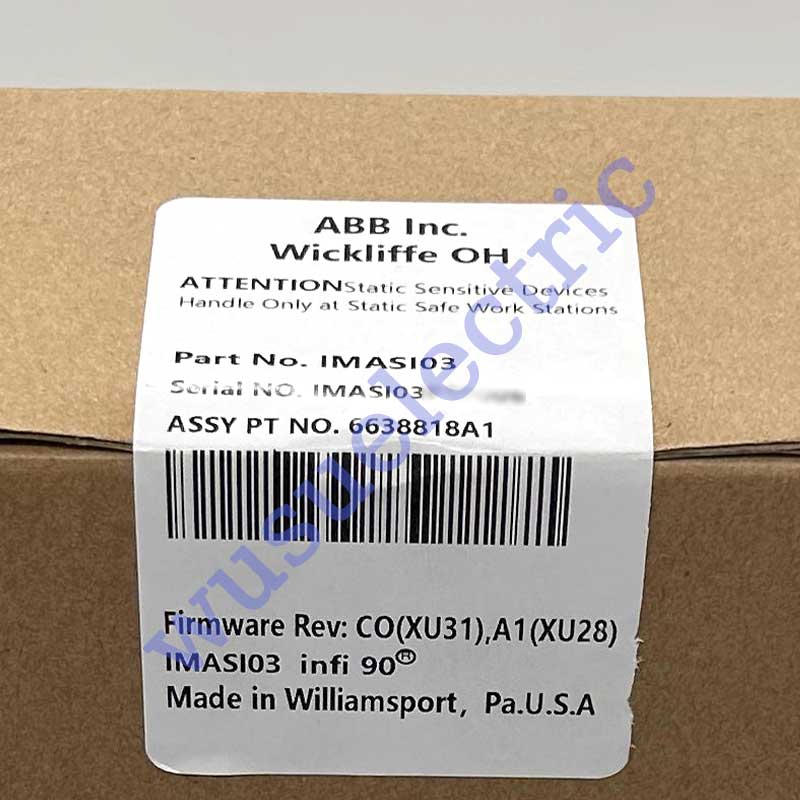 ABB Inc.
Wickliffe OH
ATTENTIONStatic Sensitive Devices
Handle Only at Static Safe Work Stations
Part No. IMASI03
Serial NO. IMASI03
ASSY PT NO. 6638818A1
Firmware Rev: CO(XU31),A1(XU28)
IMASI03 infi 90®
Made in Williamsport, Pa.U.S.A
wusuelectric